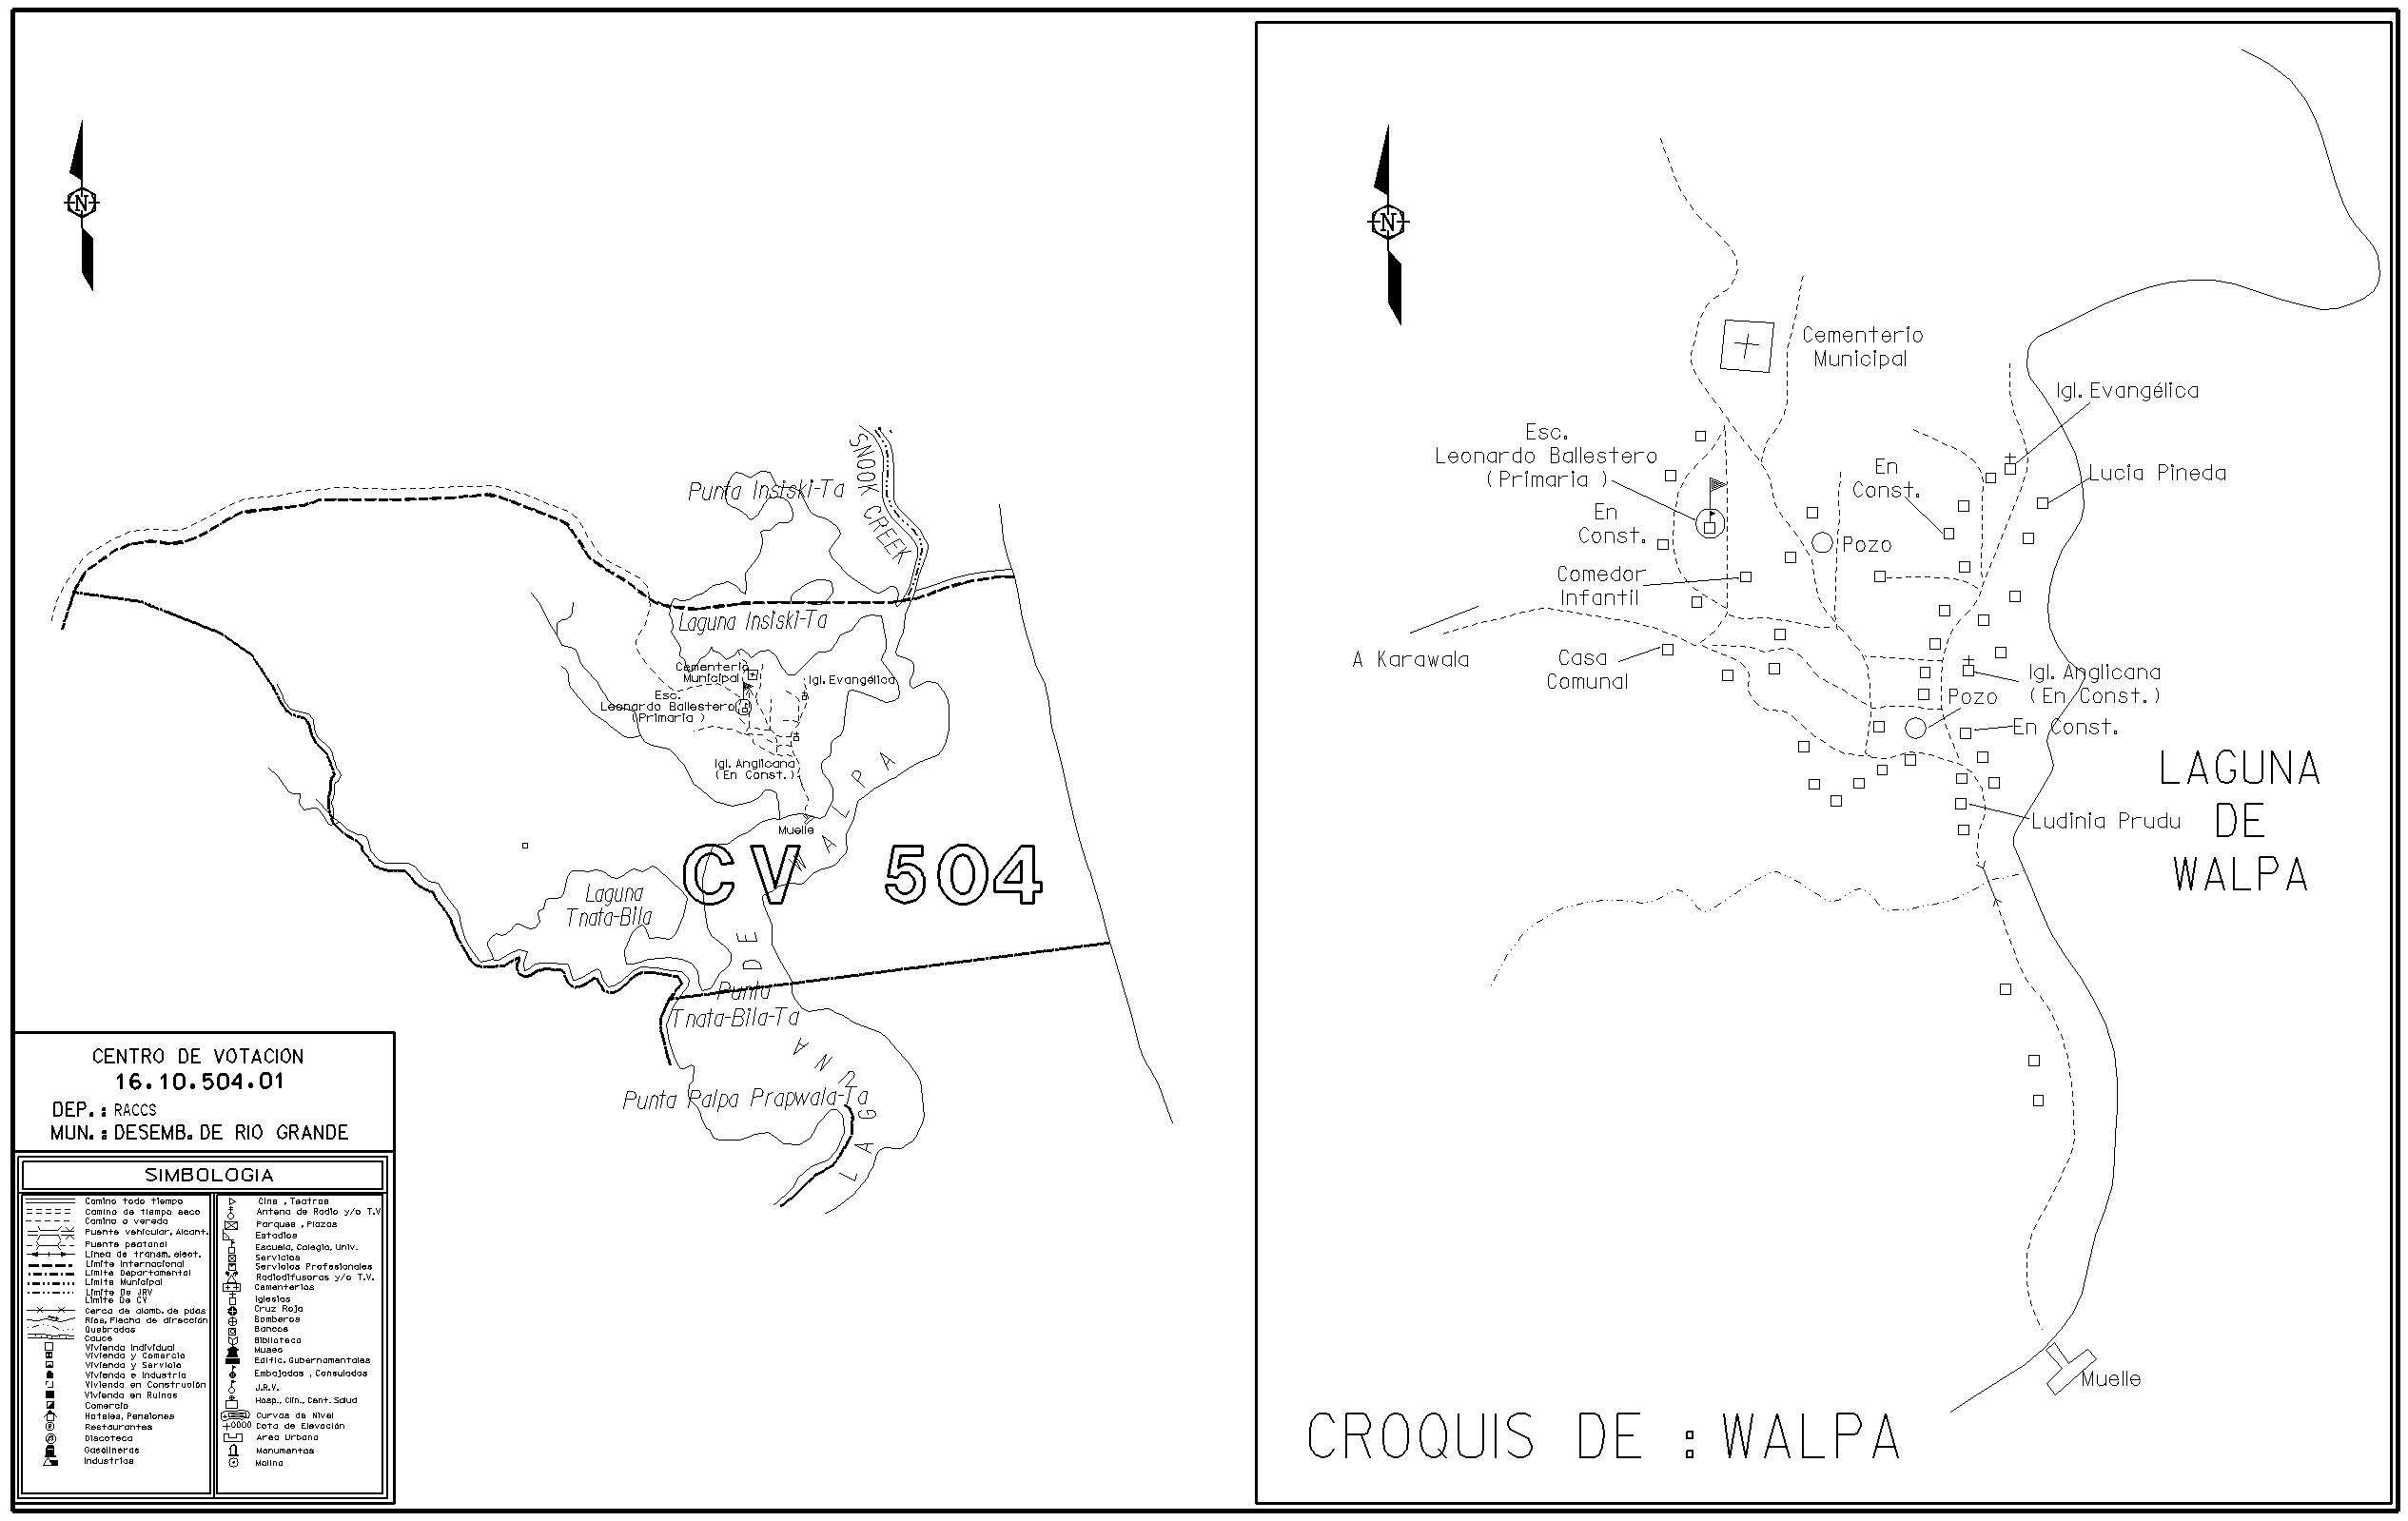 N
SNOOK CREEK
Punta Insiski-Ta
Laguna Insiski-Ta
Cementerio
Municipal
Igl. Evangélica
Esc.
Leonardo Ballestero
(Primaria )
Igl. Anglicana
(En Const.)
Muelle
CV 504
Laguna
Tnata-Bila
Punta
Tnata-Bila-Ta
Punta Palpa Prapwala-Ta
LAGUNA DE WALPA
CENTRO DE VOTACION
16.10.504.01
DEP. : RACCS
MUN. : DESEMB. DE RIO GRANDE
SIMBOLOGIA
Camino todo tiempo
Camino de tiempo seco
Camino o vereda
Puente vehicular, Alcant.
Puente peatonal
Linea de transm. elect.
Limite Internacional
Limite Departamental
Limite Municipal
Limite De JRV
Limite De CV
Cerca de alamb. de púas
Rios, Flecha de dirección
Quebradas
Cauce
Vivienda Individual
Vivienda y Comercio
Vivienda y Servicio
Vivienda e Industria
Vivienda en Construción
Vivienda en Ruinas
Comercio
Hoteles, Pensiones
Restaurantes
Discoteca
Gasolineras
Industrias
Cine , Teatros
Antena de Radio y/o T.V
Parques , Plazas
Estadios
Escuela, Colegio, Univ.
Servicios
Servicios Profesionales
Radiodifusoras y/o T.V.
Cementerios
Iglesias
Cruz Roja
Bomberos
Bancos
Biblioteca
Museo
Edific. Gubernamentales
Embajadas , Consulados
J.R.V.
Hosp., Clin., Cent. Salud
Curvas de Nivel
+0000 Cota de Elevación
Area Urbana
Monumentos
Molino
N
Cementerio
Municipal
Igl. Evangélica
Esc.
Leonardo Ballestero
(Primaria )
En
Const.
Lucia Pineda
En
Const.
Pozo
Comedor
Infantil
A Karawala
Casa
Comunal
Igl. Anglicana
(En Const.)
Pozo
En Const.
Ludinia Prudu
LAGUNA
DE
WALPA
Muelle
CROQUIS DE : WALPA